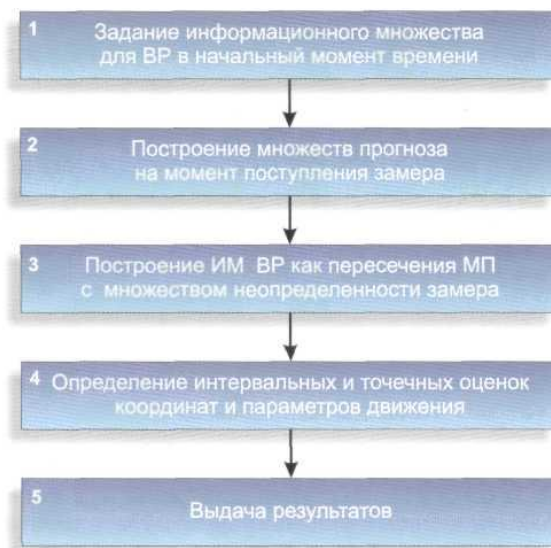 1 Задание информационного множества
для ВР в начальный момент времени
2 Построение множеств прогноза
на момент поступления замера
3 Построение ИМ ВР как пересечения МП
с множеством неопределенности замера
4 Определение интервальных и точечных оценок
координат и параметров движения
5 Выдача результатов